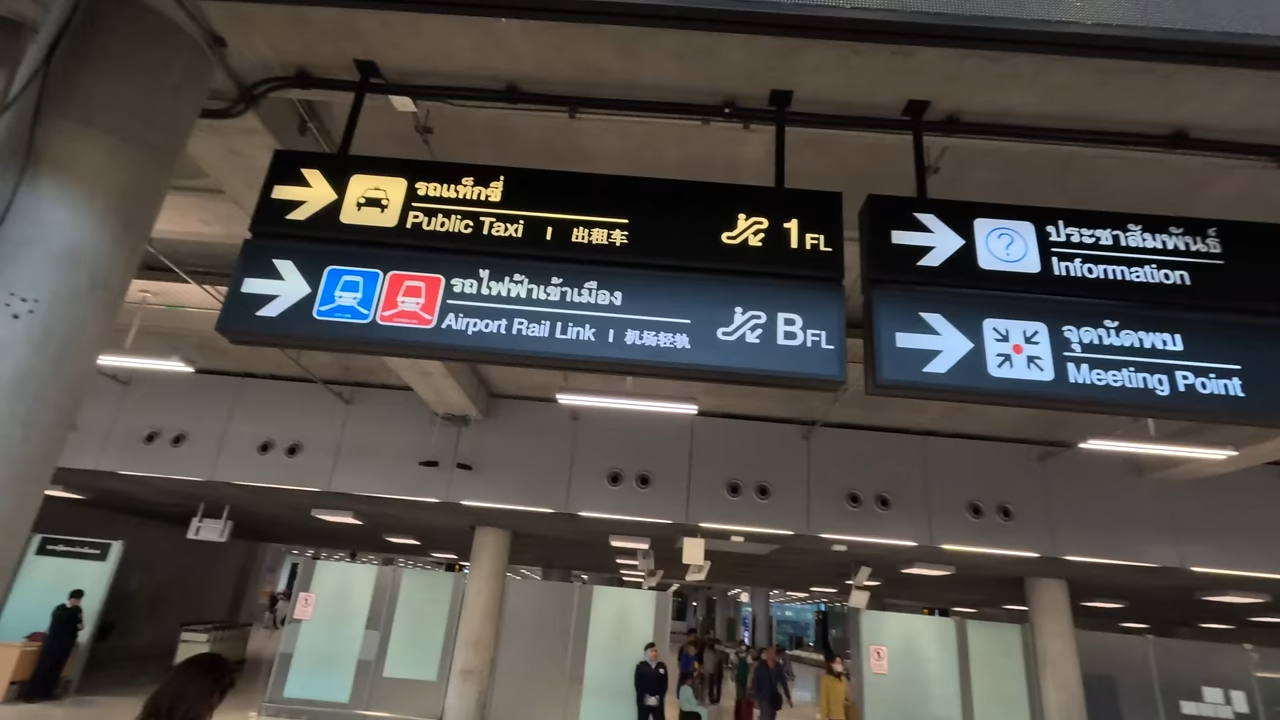 รถแท็กซี่
Public Taxi | 出租车
1FL
รถไฟฟ้าเข้าเมือง
Airport Rail Link | 机场轻轨
BFL
ประชาสัมพันธ์
Information
?
จุดนัดพบ
Meeting Point